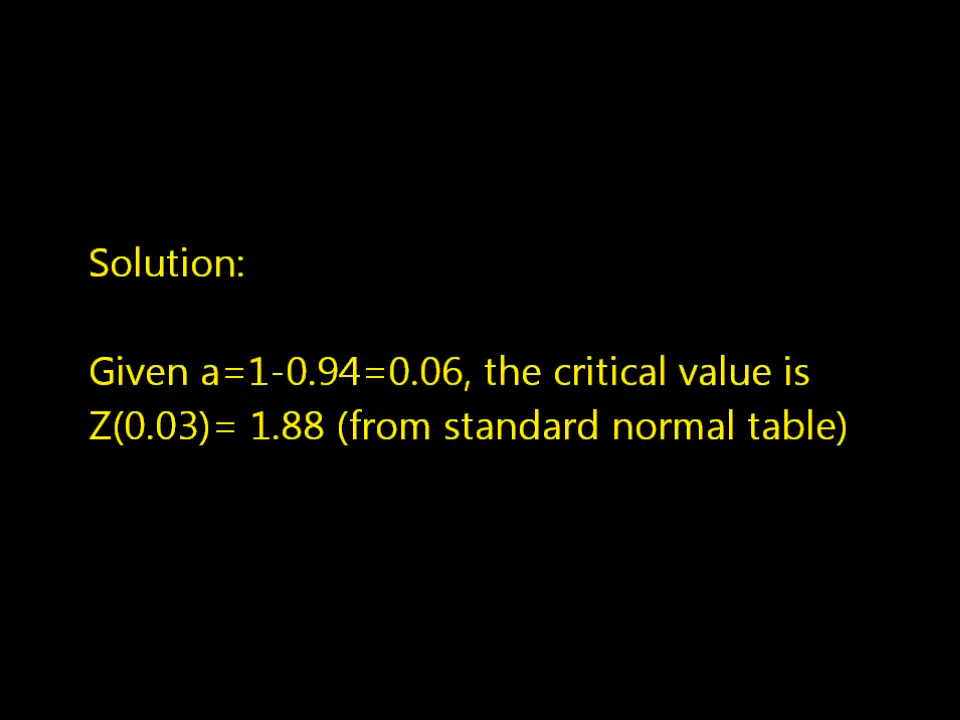 Solution:
Given a=1-0.94=0.06, the critical value is
Z(0.03)= 1.88 (from standard normal table)